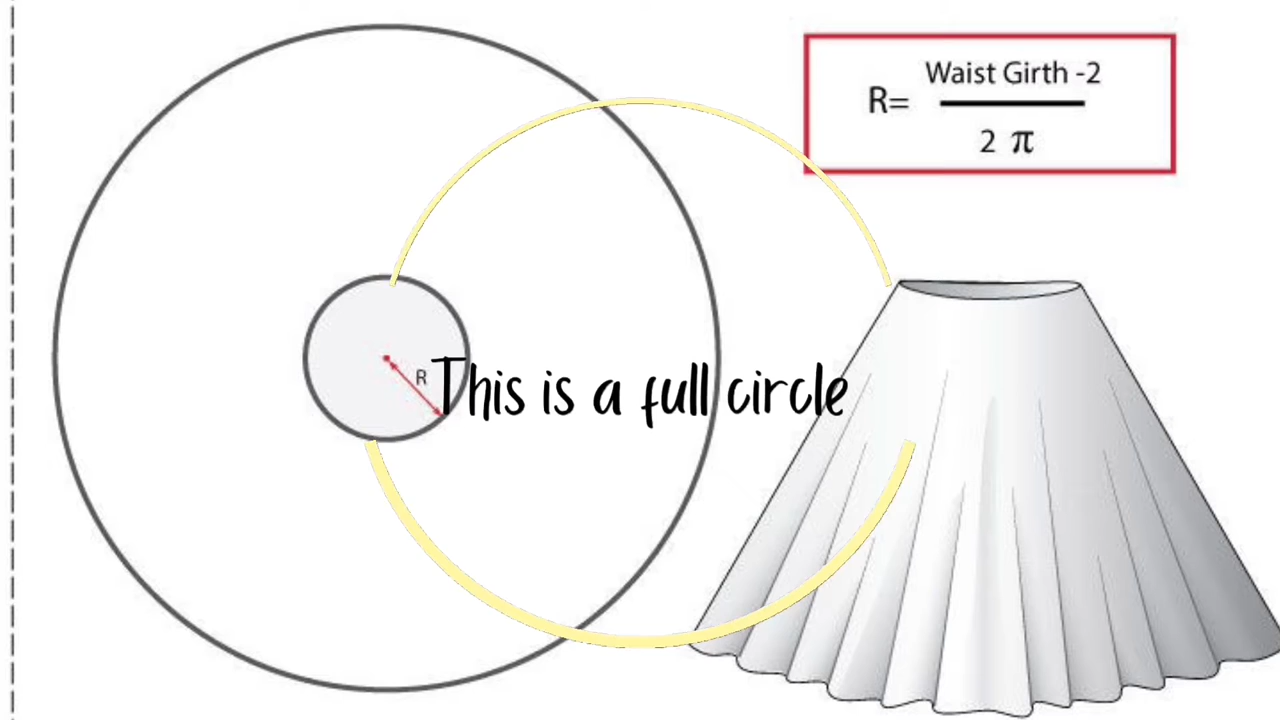 Waist Girth -2
R=
2 π
R
This is a full circle